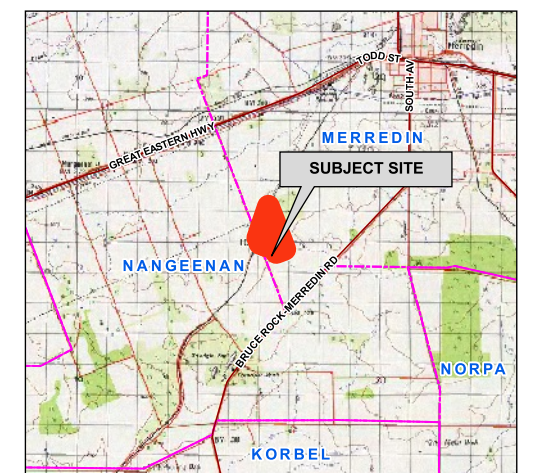 Merredin
TODD ST
SOUTH AV
GREAT EASTERN HWY
MERREDIN
SUBJECT SITE
NANGEENAN
BRUCE ROCK-MERREDIN RD
NORPA
KORBEL